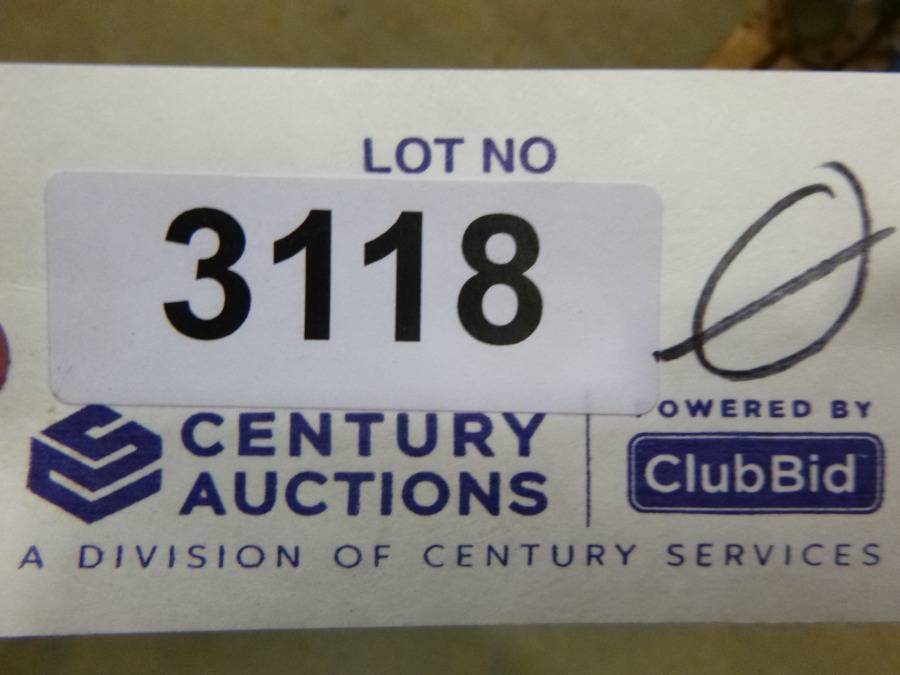 LOT NO
3118
Ø
CENTURY
AUCTIONS
POWERED BY
ClubBid
A DIVISION OF CENTURY SERVICES